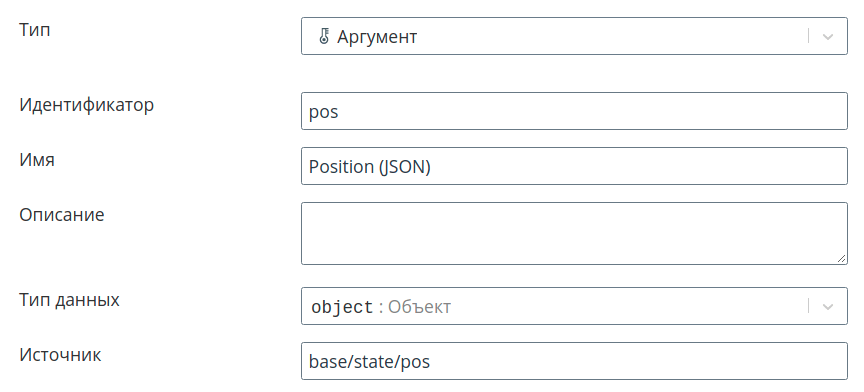 Тип
Аргумент
Идентификатор
pos
Имя
Position (JSON)
Описание
Тип данных
object : Объект
Источник
base/state/pos